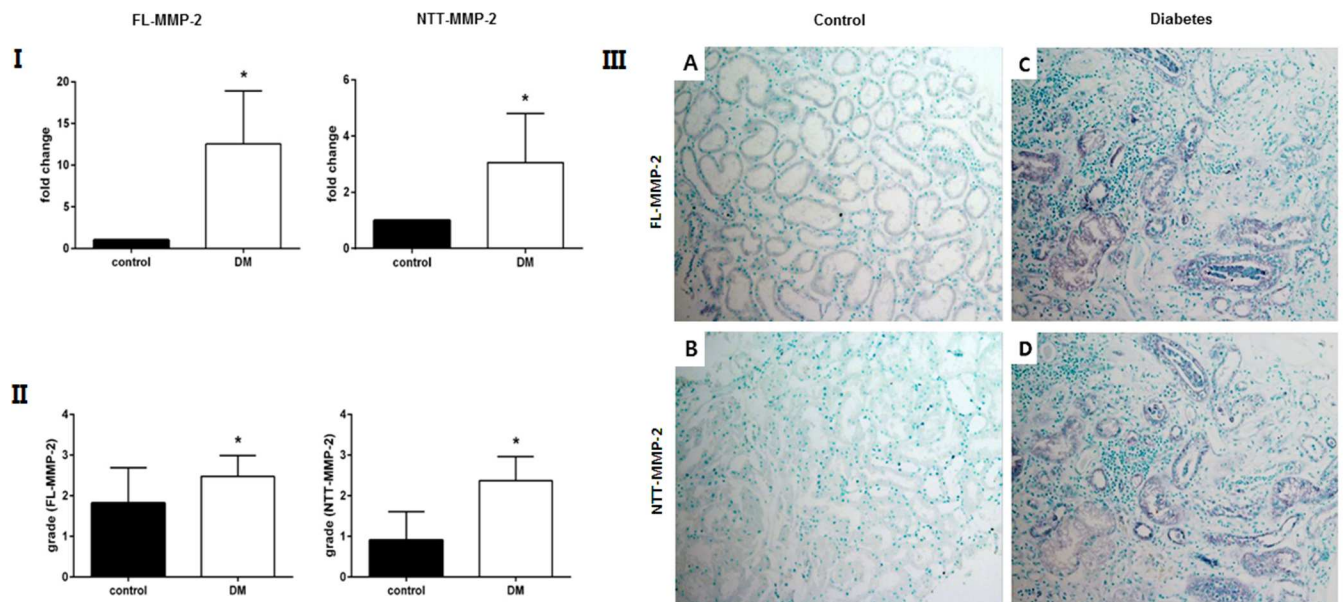 FL-MMP-2
NTT-MMP-2
Control
Diabetes
I
fold change
20
15
10
5
0
*
control
DM
fold change
6
4
2
0
*
control
DM
II
grade (FL-MMP-2)
4
3
2
1
0
*
control
DM
grade (NTT-MMP-2)
4
3
2
1
0
*
control
DM
III
FL-MMP-2
A
C
NTT-MMP-2
B
D